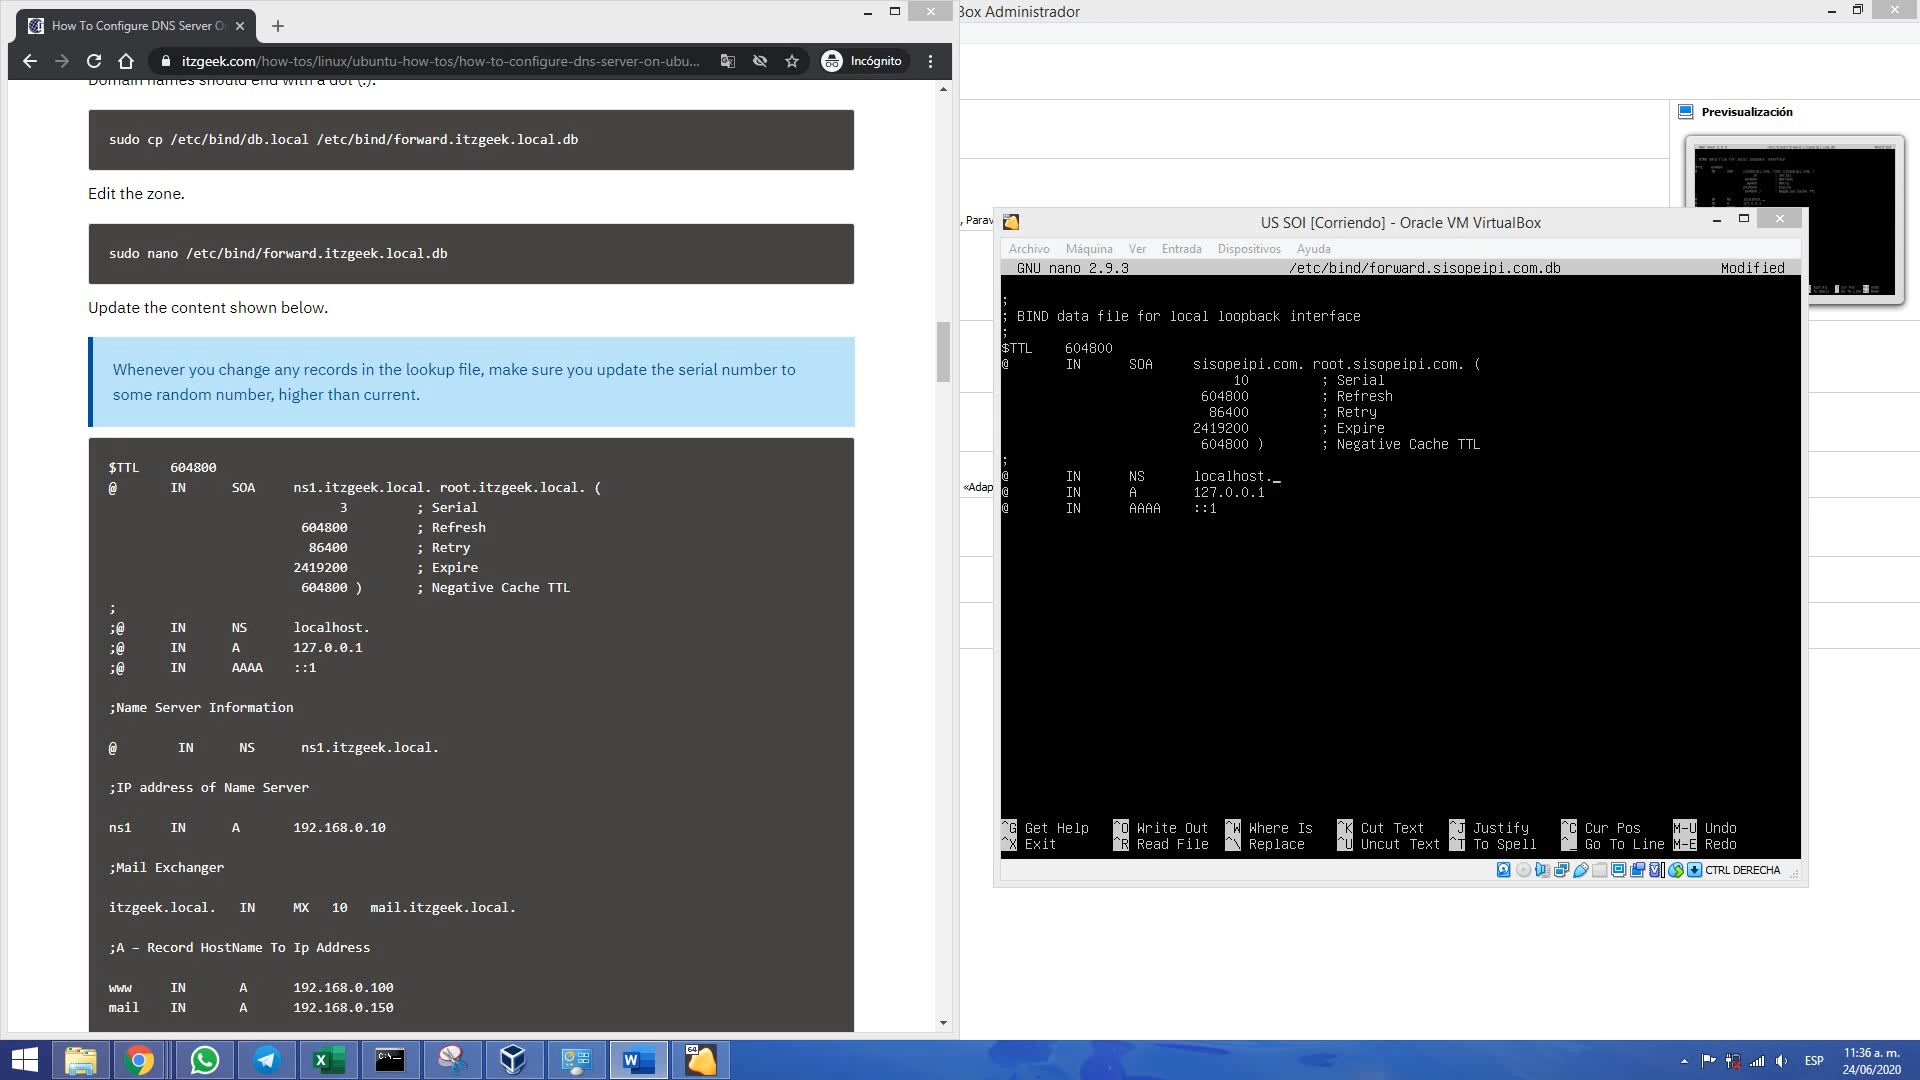 How To Configure DNS Server O
Box Administrador
itzgeek.com/how-tos/linux/ubuntu-how-tos/how-to-configure-dns-server-on-ubu...
Incógnito
Domain names should end with a dot (.).
sudo cp /etc/bind/db.local /etc/bind/forward.itzgeek.local.db
Edit the zone.
sudo nano /etc/bind/forward.itzgeek.local.db
Update the content shown below.
Whenever you change any records in the lookup file, make sure you update the serial number to
some random number, higher than current.
$TTL    604800
@       IN      SOA     ns1.itzgeek.local. root.itzgeek.local. (
3         ; Serial
604800         ; Refresh
86400         ; Retry
2419200         ; Expire
604800 )       ; Negative Cache TTL
;
;@      IN      NS      localhost.
;@      IN      A       127.0.0.1
;@      IN      AAAA    ::1
;Name Server Information
@        IN      NS      ns1.itzgeek.local.
;IP address of Name Server
ns1     IN      A       192.168.0.10
;Mail Exchanger
itzgeek.local.   IN     MX   10   mail.itzgeek.local.
;A – Record HostName To Ip Address
www     IN       A      192.168.0.100
mail    IN       A      192.168.0.150
Previsualización
, Parav
«Adap
US SOI [Corriendo] - Oracle VM VirtualBox
Archivo Máquina Ver Entrada Dispositivos Ayuda
GNU nano 2.9.3 /etc/bind/forward.sisopeipi.com.db Modified
;
; BIND data file for local loopback interface
;
$TTL    604800
@       IN      SOA     sisopeipi.com. root.sisopeipi.com. (
10         ; Serial
604800         ; Refresh
86400         ; Retry
2419200         ; Expire
604800 )       ; Negative Cache TTL
;
@       IN      NS      localhost._
@       IN      A       127.0.0.1
@       IN      AAAA    ::1
^G Get Help ^O Write Out ^W Where Is ^K Cut Text ^J Justify ^C Cur Pos M-U Undo
^X Exit ^R Read File ^\ Replace ^U Uncut Text ^T To Spell ^_ Go To Line M-E Redo
CTRL DERECHA
64
ESP
11:36 a. m.
24/06/2020